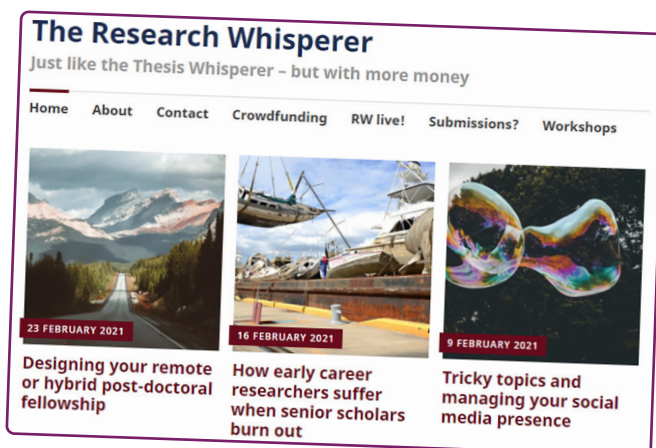 The Research Whisperer
Just like the Thesis Whisperer – but with more money
Home About Contact Crowdfunding RW live! Submissions? Workshops
23 FEBRUARY 2021
Designing your remote
or hybrid post-doctoral
fellowship
16 FEBRUARY 2021
How early career
researchers suffer
when senior scholars
burn out
9 FEBRUARY 2021
Tricky topics and
managing your social
media presence